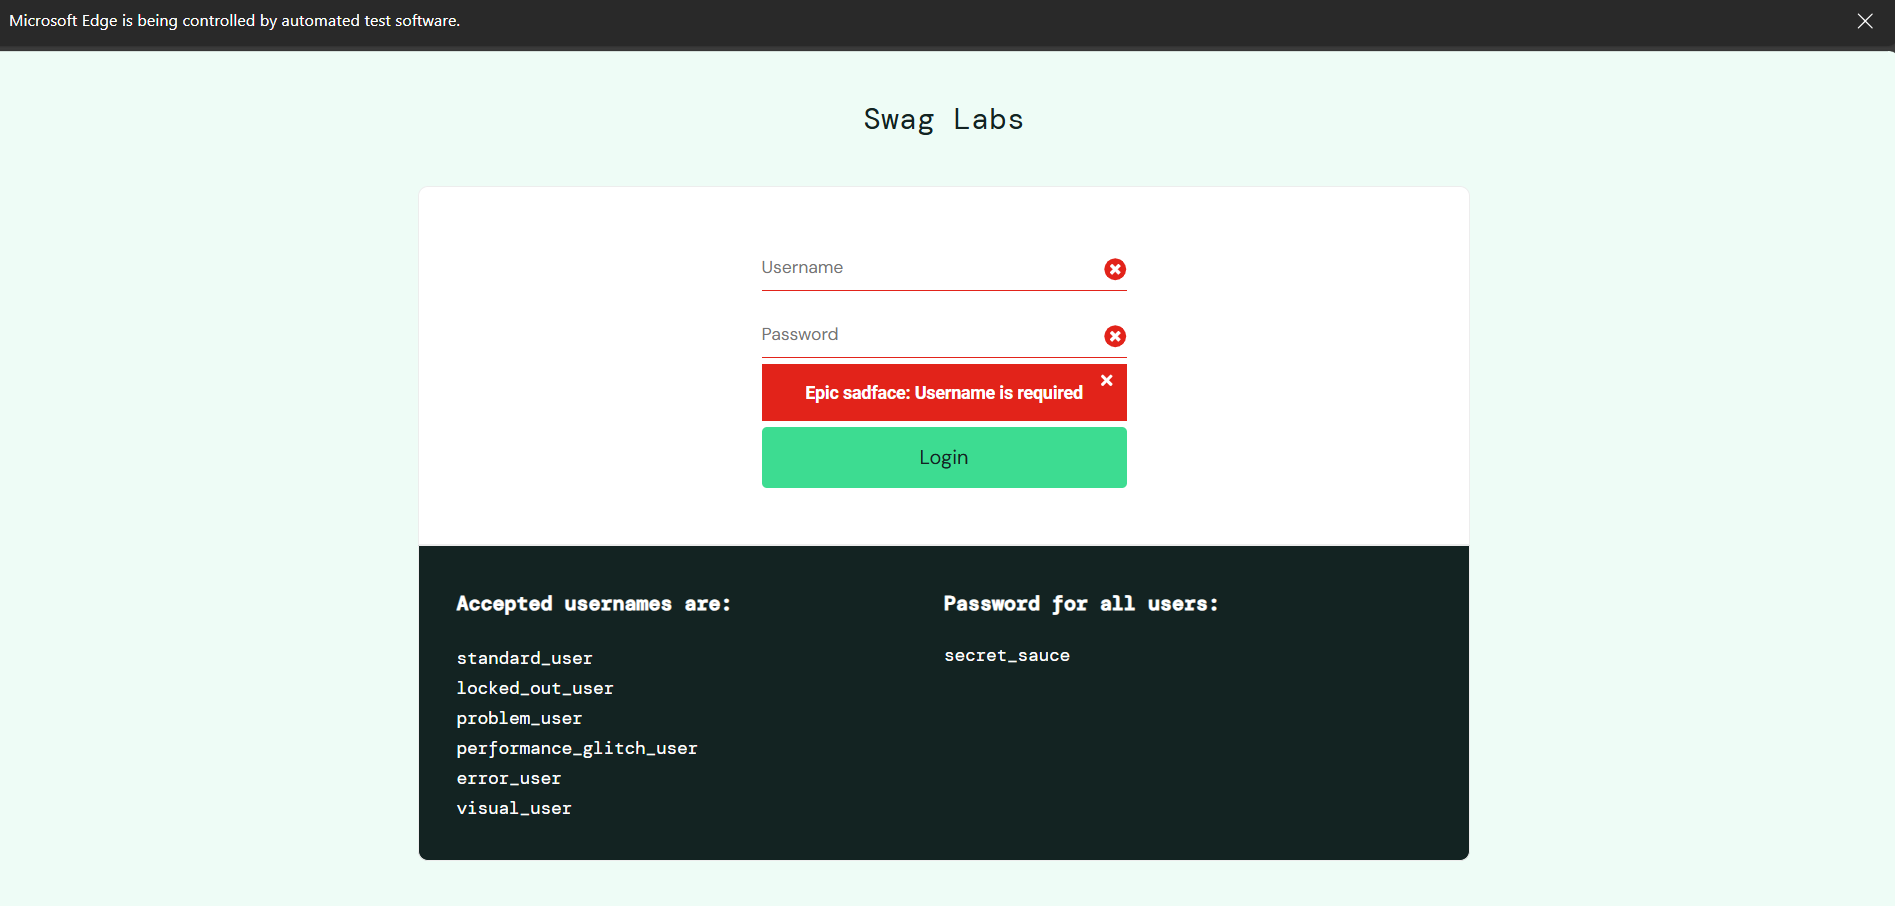 Microsoft Edge is being controlled by automated test software.
Swag Labs
Username
Password
Epic sadface: Username is required
Login
Accepted usernames are:
standard_user
locked_out_user
problem_user
performance_glitch_user
error_user
visual_user
Password for all users:
secret_sauce